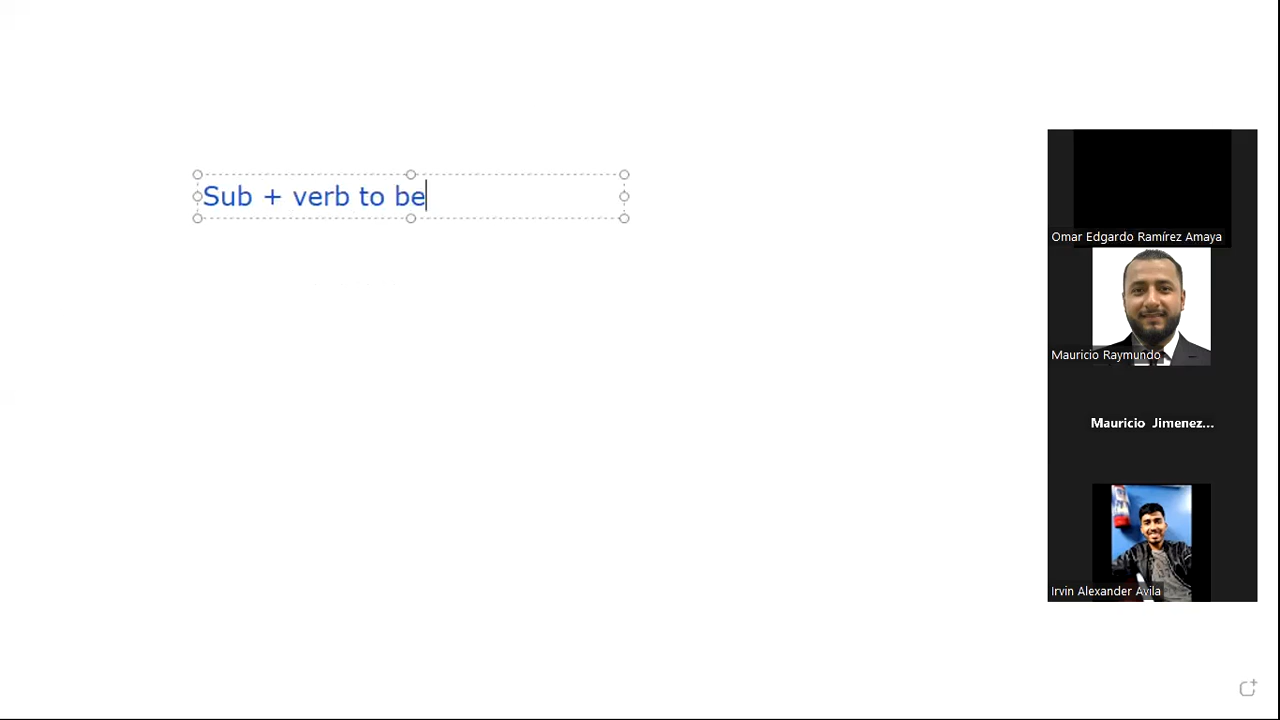 Sub + verb to be
Omar Edgardo Ramírez Amaya
Mauricio Raymundo
Mauricio Jimenez...
Irvin Alexander Avila